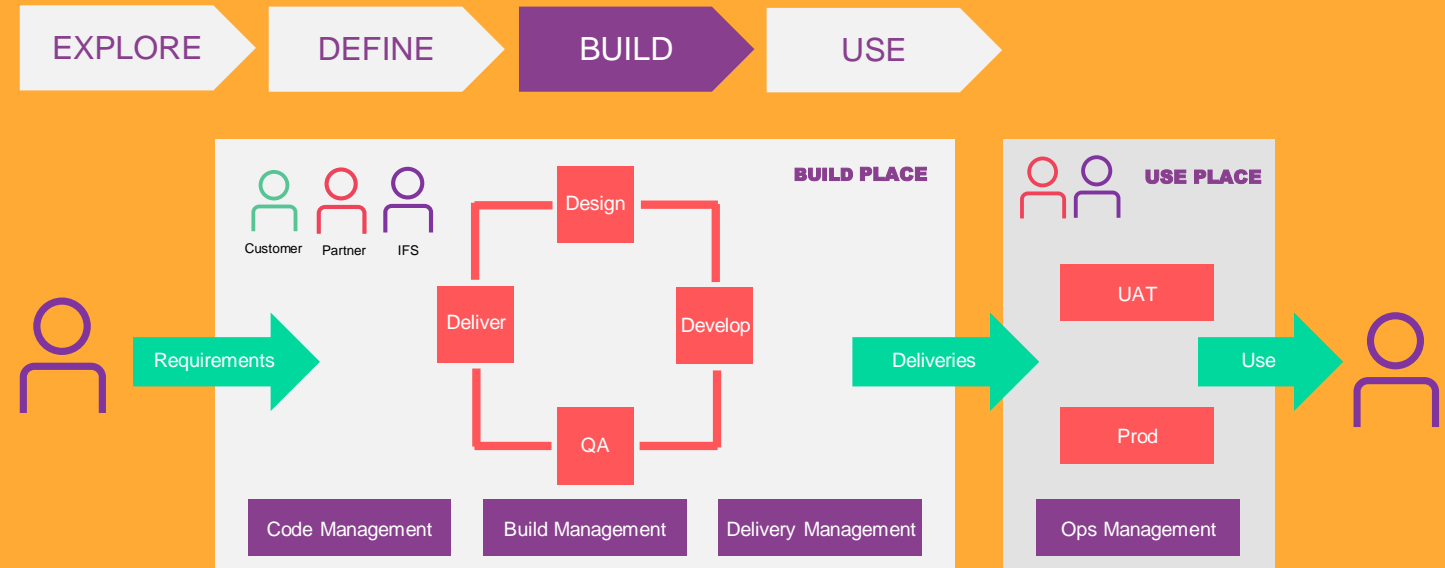 EXPLORE
DEFINE
BUILD
USE
BUILD PLACE
USE PLACE
Customer
Partner
IFS
Design
Deliver
Develop
QA
Requirements
Deliveries
UAT
Use
Prod
Code Management
Build Management
Delivery Management
Ops Management